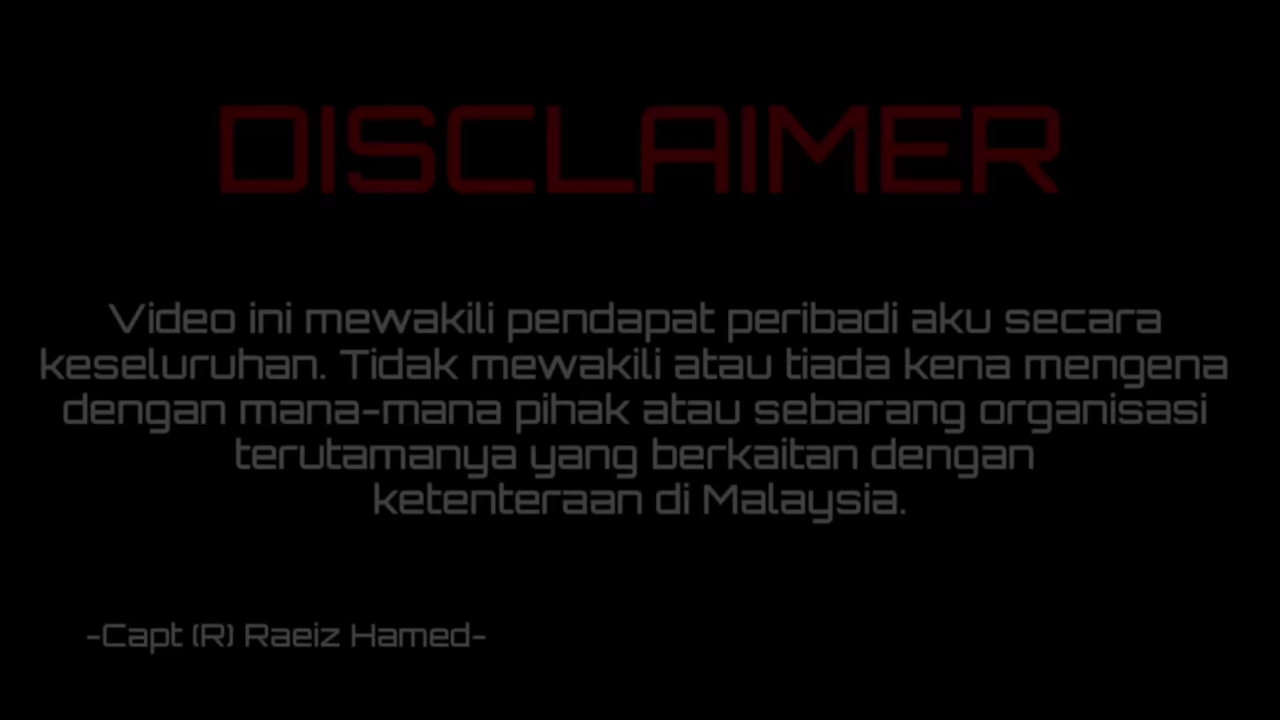 DISCLAIMER
Video ini mewakili pendapat peribadi aku secara
keseluruhan. Tidak mewakili atau tiada kena mengena
dengan mana-mana pihak atau sebarang organisasi
terutamanya yang berkaitan dengan
ketenteraan di Malaysia.
-Capt (R) Raeiz Hamed-